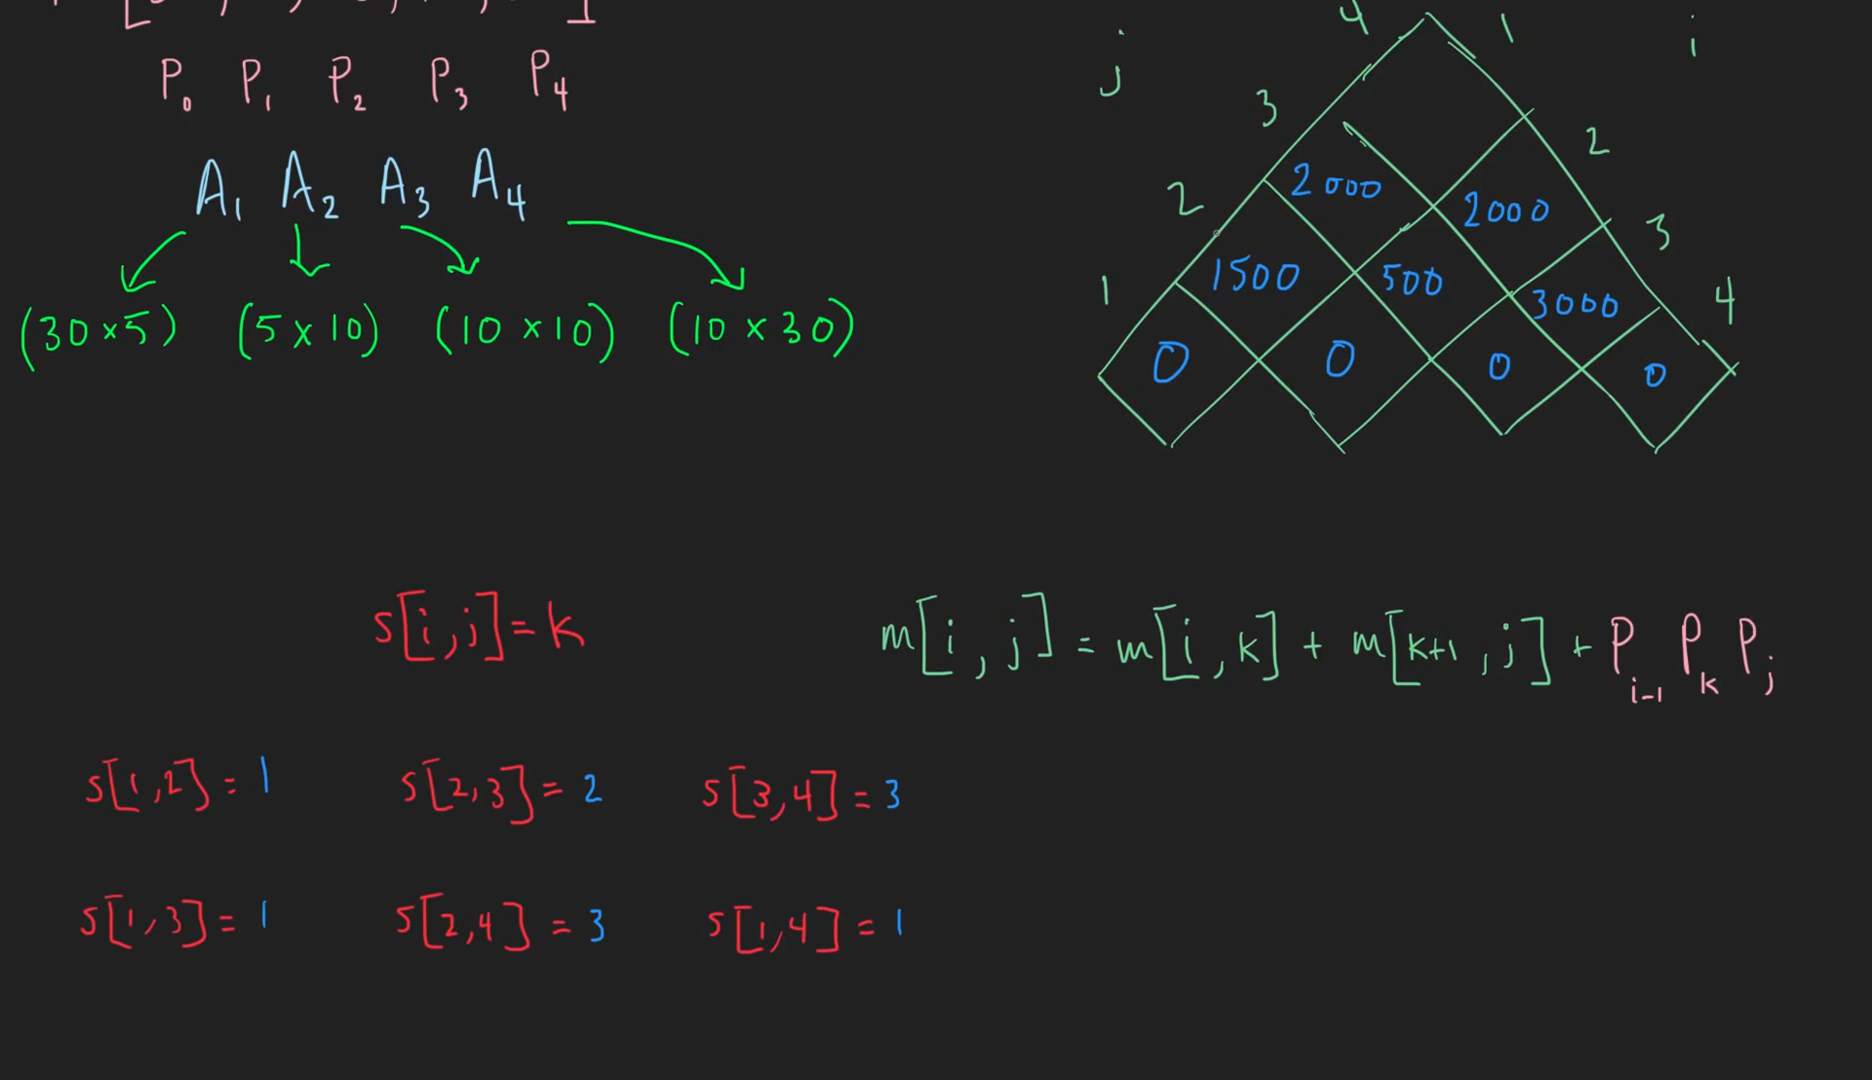 P₀ P₁ P₂ P₃ P₄
A₁ A₂ A₃ A₄
(30 x 5) (5 x 10) (10 x 10) (10 x 30)
j 4 1 i
3 2
2 2000 2000 3
1 1500 500 3000 4
0 0 0 0
s[i,j] = k
m[i,j] = m[i,k] + m[k+1,j] + Pᵢ₋₁ Pₖ Pⱼ
s[1,2] = 1 s[2,3] = 2 s[3,4] = 3
s[1,3] = 1 s[2,4] = 3 s[1,4] = 1